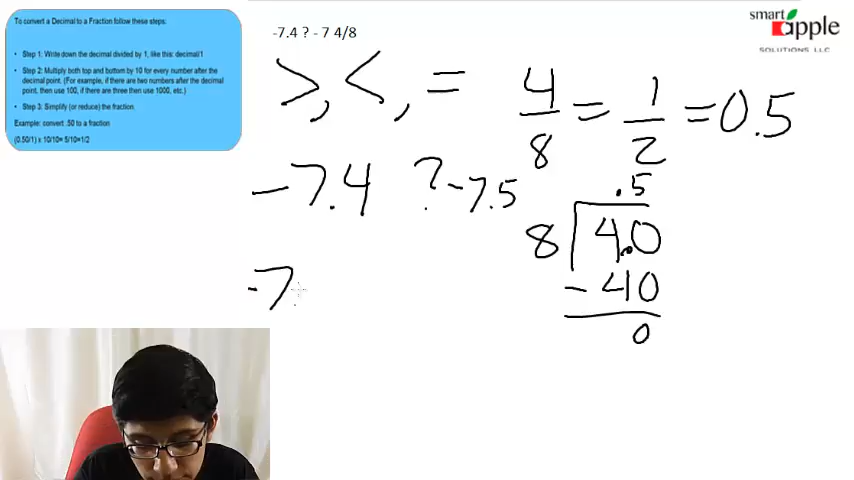 To convert a Decimal to a Fraction follow these steps:
• Step 1: Write down the decimal divided by 1, like this: decimal/1
• Step 2: Multiply both top and bottom by 10 for every number after the
decimal point. (For example, if there are two numbers after the decimal
point, then use 100, if there are three then use 1000, etc.)
• Step 3: Simplify (or reduce) the fraction.
Example: convert .50 to a fraction
(0.50/1) x 10/10= 5/10=1/2
-7.4 ? - 7 4/8
smart
apple
SOLUTIONS LLC
>, <, =
4/8 = 1/2 = 0.5
-7.4 ? -7.5
.5
8 4.0
- 40
0
-7.